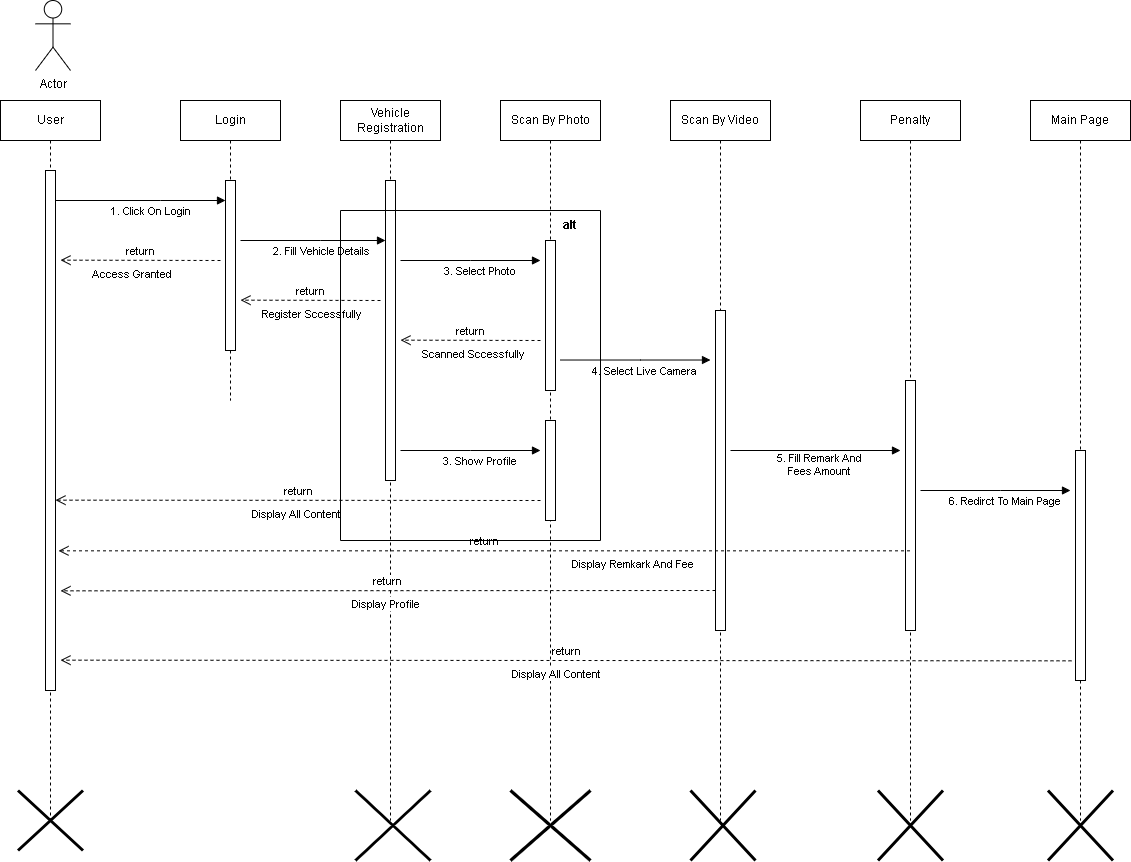 Actor
User
Login
Vehicle
Registration
Scan By Photo
Scan By Video
Penalty
Main Page
1. Click On Login
alt
return
2. Fill Vehicle Details
Access Granted
3. Select Photo
return
Register Sccessfully
return
Scanned Sccessfully
4. Select Live Camera
3. Show Profile
5. Fill Remark And
Fees Amount
return
6. Redirct To Main Page
Display All Content
return
Display Remkark And Fee
return
Display Profile
return
Display All Content